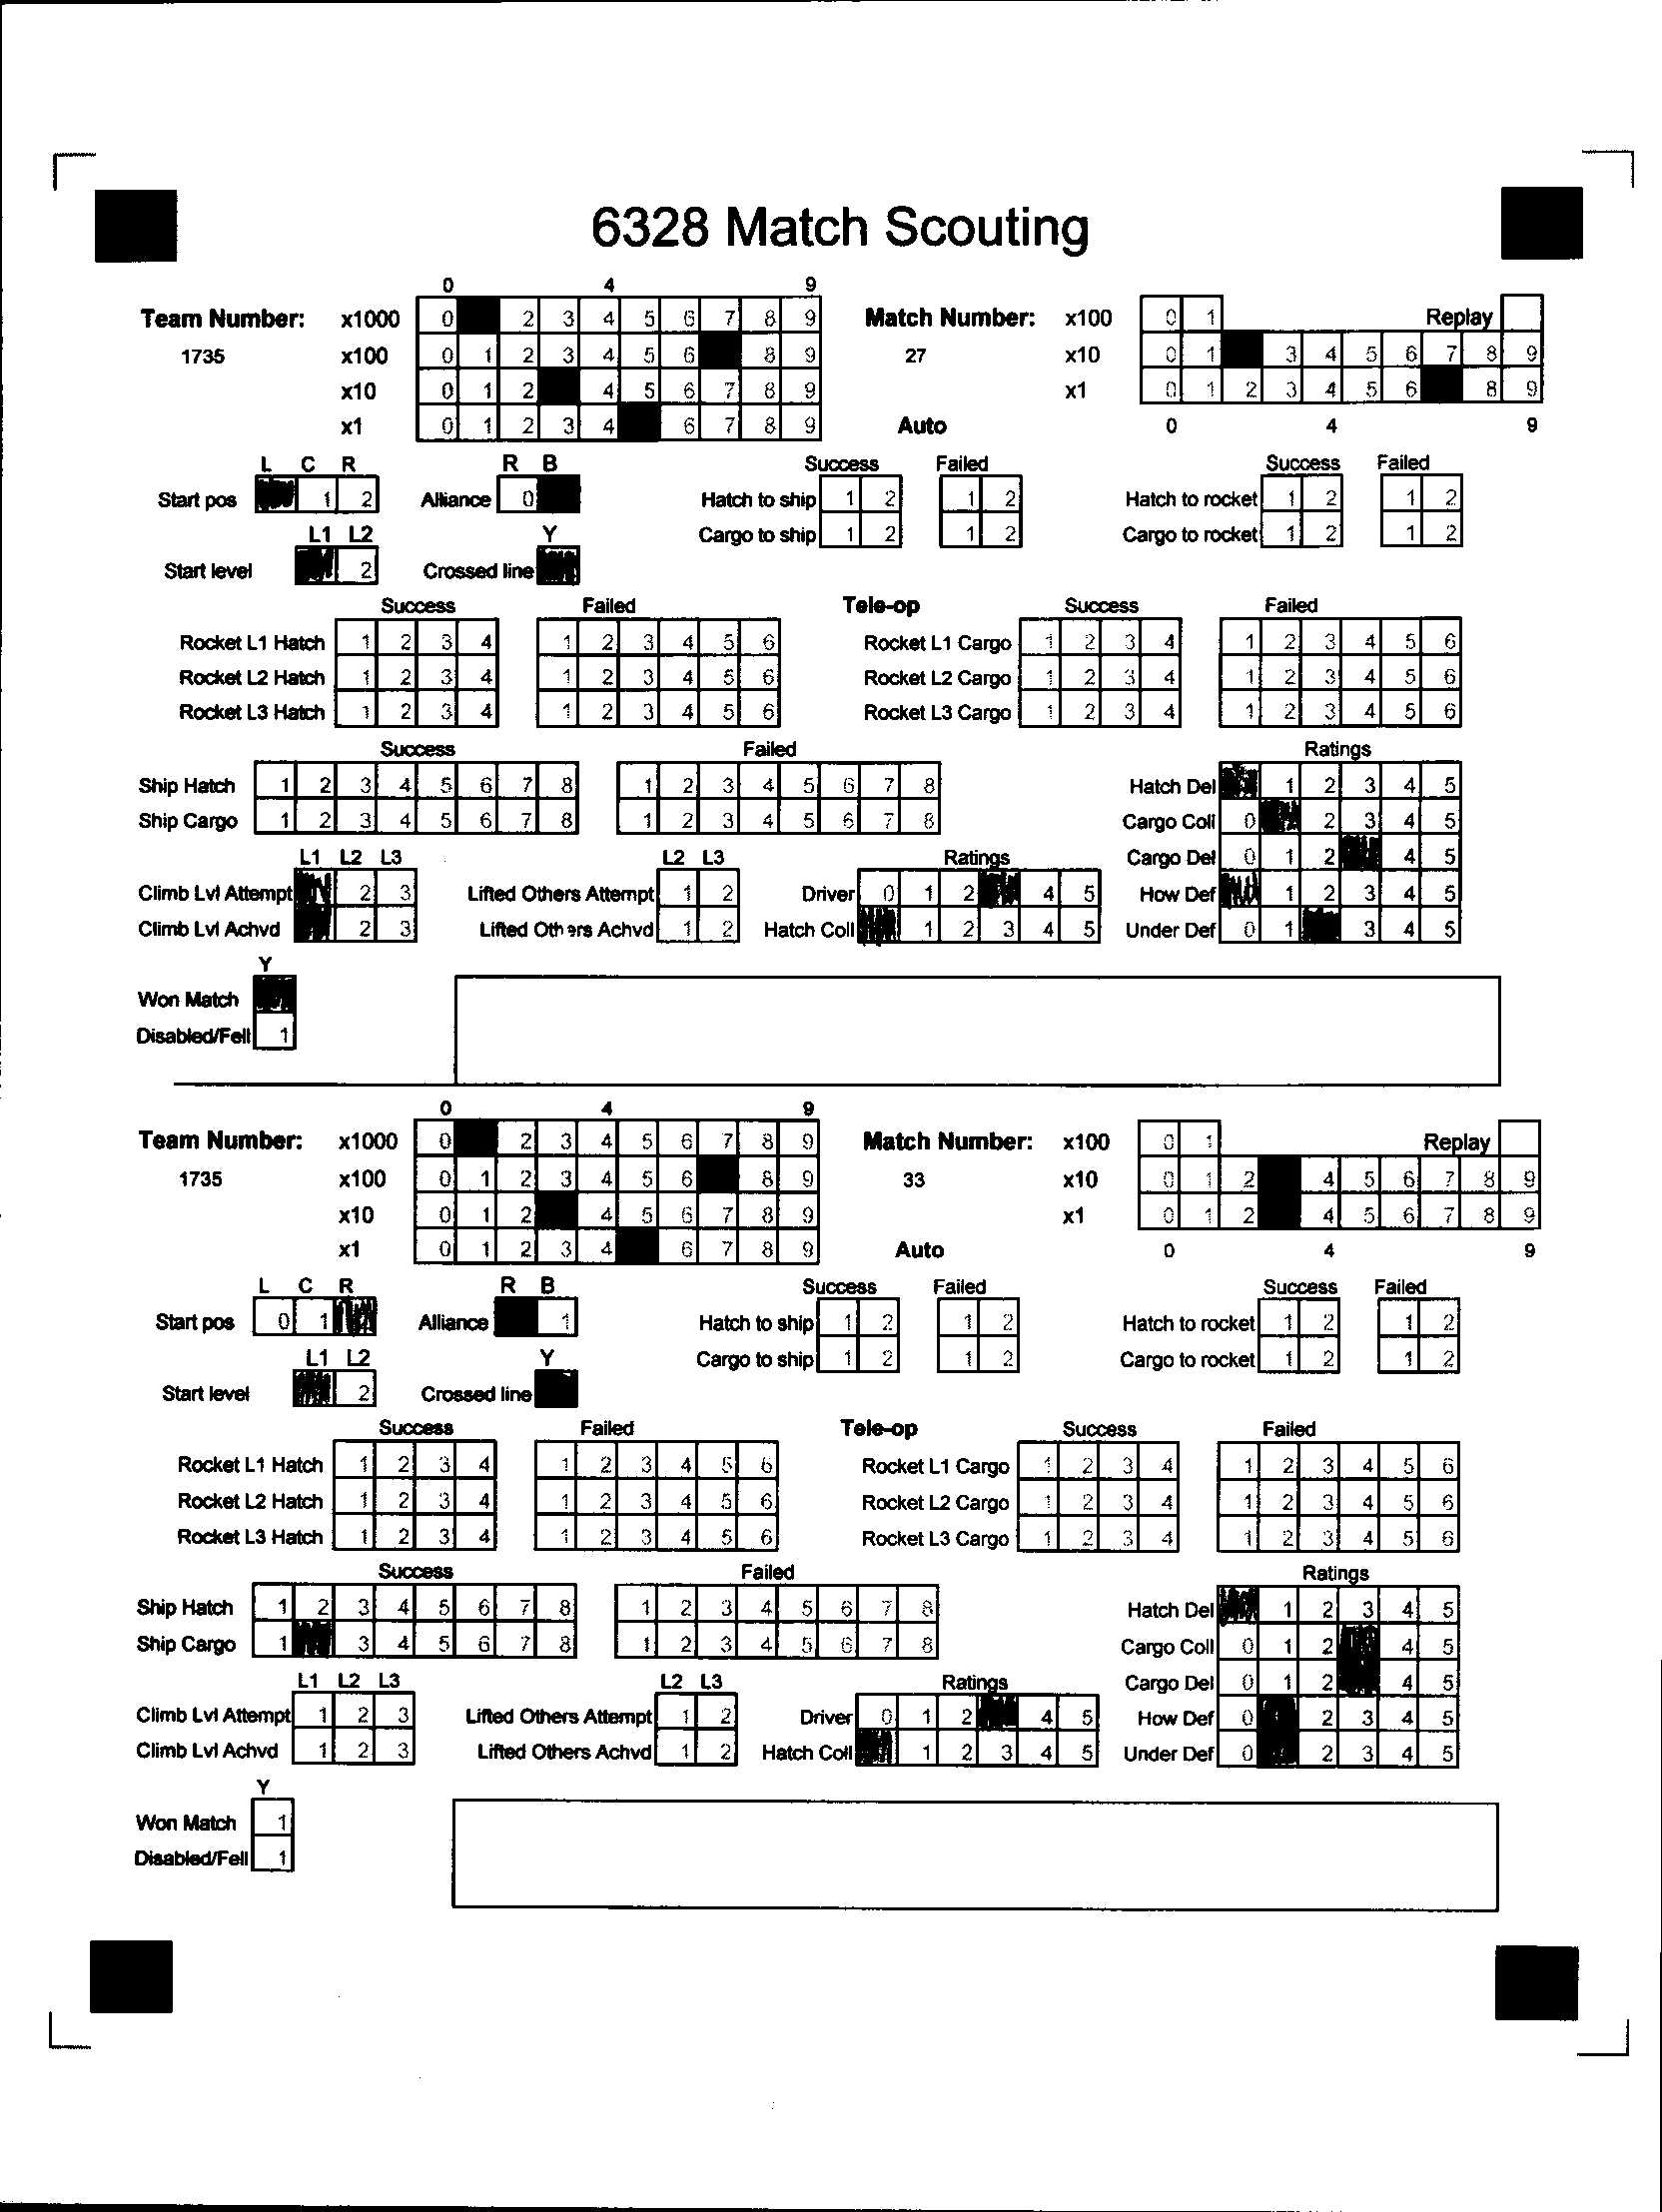 6328 Match Scouting
0 4 9
Team Number: x1000 0 2 3 4 5 6 7 8 9 Match Number: x100 0 1 Replay
1735 x100 0 1 2 3 4 5 6 8 9 27 x10 0 1 3 4 5 6 7 8 9
x10 0 1 2 4 5 6 7 8 9 x1 0 1 2 3 4 5 6 8 9
x1 0 1 2 3 4 6 7 8 9 Auto 0 4 9
L C R R B Success Failed Success Failed
Start pos 1 2 Alliance 0 Hatch to ship 1 2 1 2 Hatch to rocket 1 2 1 2
L1 L2 Y Cargo to ship 1 2 1 2 Cargo to rocket 1 2 1 2
Start level 2 Crossed line
Success Failed Tele-op Success Failed
Rocket L1 Hatch 1 2 3 4 1 2 3 4 5 6 Rocket L1 Cargo 1 2 3 4 1 2 3 4 5 6
Rocket L2 Hatch 1 2 3 4 1 2 3 4 5 6 Rocket L2 Cargo 1 2 3 4 1 2 3 4 5 6
Rocket L3 Hatch 1 2 3 4 1 2 3 4 5 6 Rocket L3 Cargo 1 2 3 4 1 2 3 4 5 6
Success Failed Ratings
Ship Hatch 1 2 3 4 5 6 7 8 1 2 3 4 5 6 7 8 Hatch Del 1 2 3 4 5
Ship Cargo 1 2 3 4 5 6 7 8 1 2 3 4 5 6 7 8 Cargo Coll 0 2 3 4 5
L1 L2 L3 L2 L3 Ratings Cargo Del 0 1 2 4 5
Climb Lvl Attempt 2 3 Lifted Others Attempt 1 2 Driver 0 1 2 4 5 How Def 1 2 3 4 5
Climb Lvl Achvd 2 3 Lifted Others Achvd 1 2 Hatch Coll 1 2 3 4 5 Under Def 0 1 3 4 5
Y
Won Match
Disabled/Fell 1
0 4 9
Team Number: x1000 0 2 3 4 5 6 7 8 9 Match Number: x100 0 1 Replay
1735 x100 0 1 2 3 4 5 6 8 9 33 x10 0 1 2 4 5 6 7 8 9
x10 0 1 2 4 5 6 7 8 9 x1 0 1 2 4 5 6 7 8 9
x1 0 1 2 3 4 6 7 8 9 Auto 0 4 9
L C R R B Success Failed Success Failed
Start pos 0 1 Alliance 1 Hatch to ship 1 2 1 2 Hatch to rocket 1 2 1 2
L1 L2 Y Cargo to ship 1 2 1 2 Cargo to rocket 1 2 1 2
Start level 2 Crossed line
Success Failed Tele-op Success Failed
Rocket L1 Hatch 1 2 3 4 1 2 3 4 5 6 Rocket L1 Cargo 1 2 3 4 1 2 3 4 5 6
Rocket L2 Hatch 1 2 3 4 1 2 3 4 5 6 Rocket L2 Cargo 1 2 3 4 1 2 3 4 5 6
Rocket L3 Hatch 1 2 3 4 1 2 3 4 5 6 Rocket L3 Cargo 1 2 3 4 1 2 3 4 5 6
Success Failed Ratings
Ship Hatch 1 2 3 4 5 6 7 8 1 2 3 4 5 6 7 8 Hatch Del 1 2 3 4 5
Ship Cargo 1 3 4 5 6 7 8 1 2 3 4 5 6 7 8 Cargo Coll 0 1 2 4 5
L1 L2 L3 L2 L3 Ratings Cargo Del 0 1 2 4 5
Climb Lvl Attempt 1 2 3 Lifted Others Attempt 1 2 Driver 0 1 2 4 5 How Def 0 2 3 4 5
Climb Lvl Achvd 1 2 3 Lifted Others Achvd 1 2 Hatch Coll 1 2 3 4 5 Under Def 0 2 3 4 5
Y
Won Match 1
Disabled/Fell 1